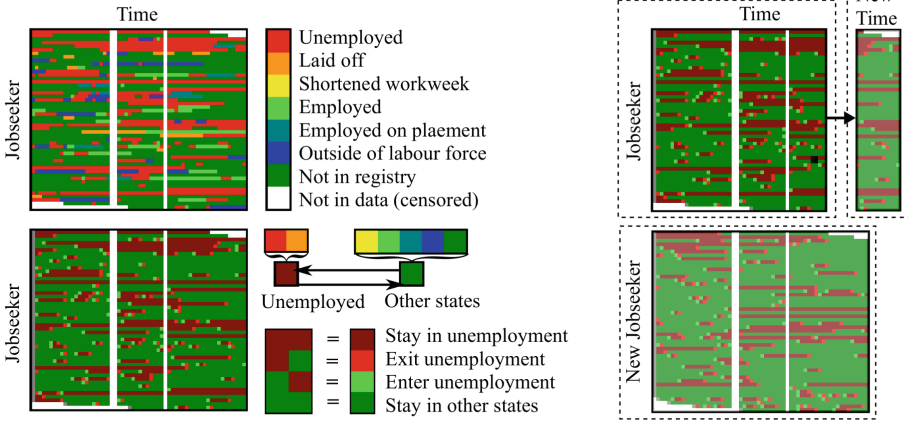 Time
Jobseeker
Unemployed
Laid off
Shortened workweek
Employed
Employed on plaement
Outside of labour force
Not in registry
Not in data (censored)
Jobseeker
Unemployed
Other states
= Stay in unemployment
= Exit unemployment
= Enter unemployment
= Stay in other states
Time
New
Time
Jobseeker
New Jobseeker